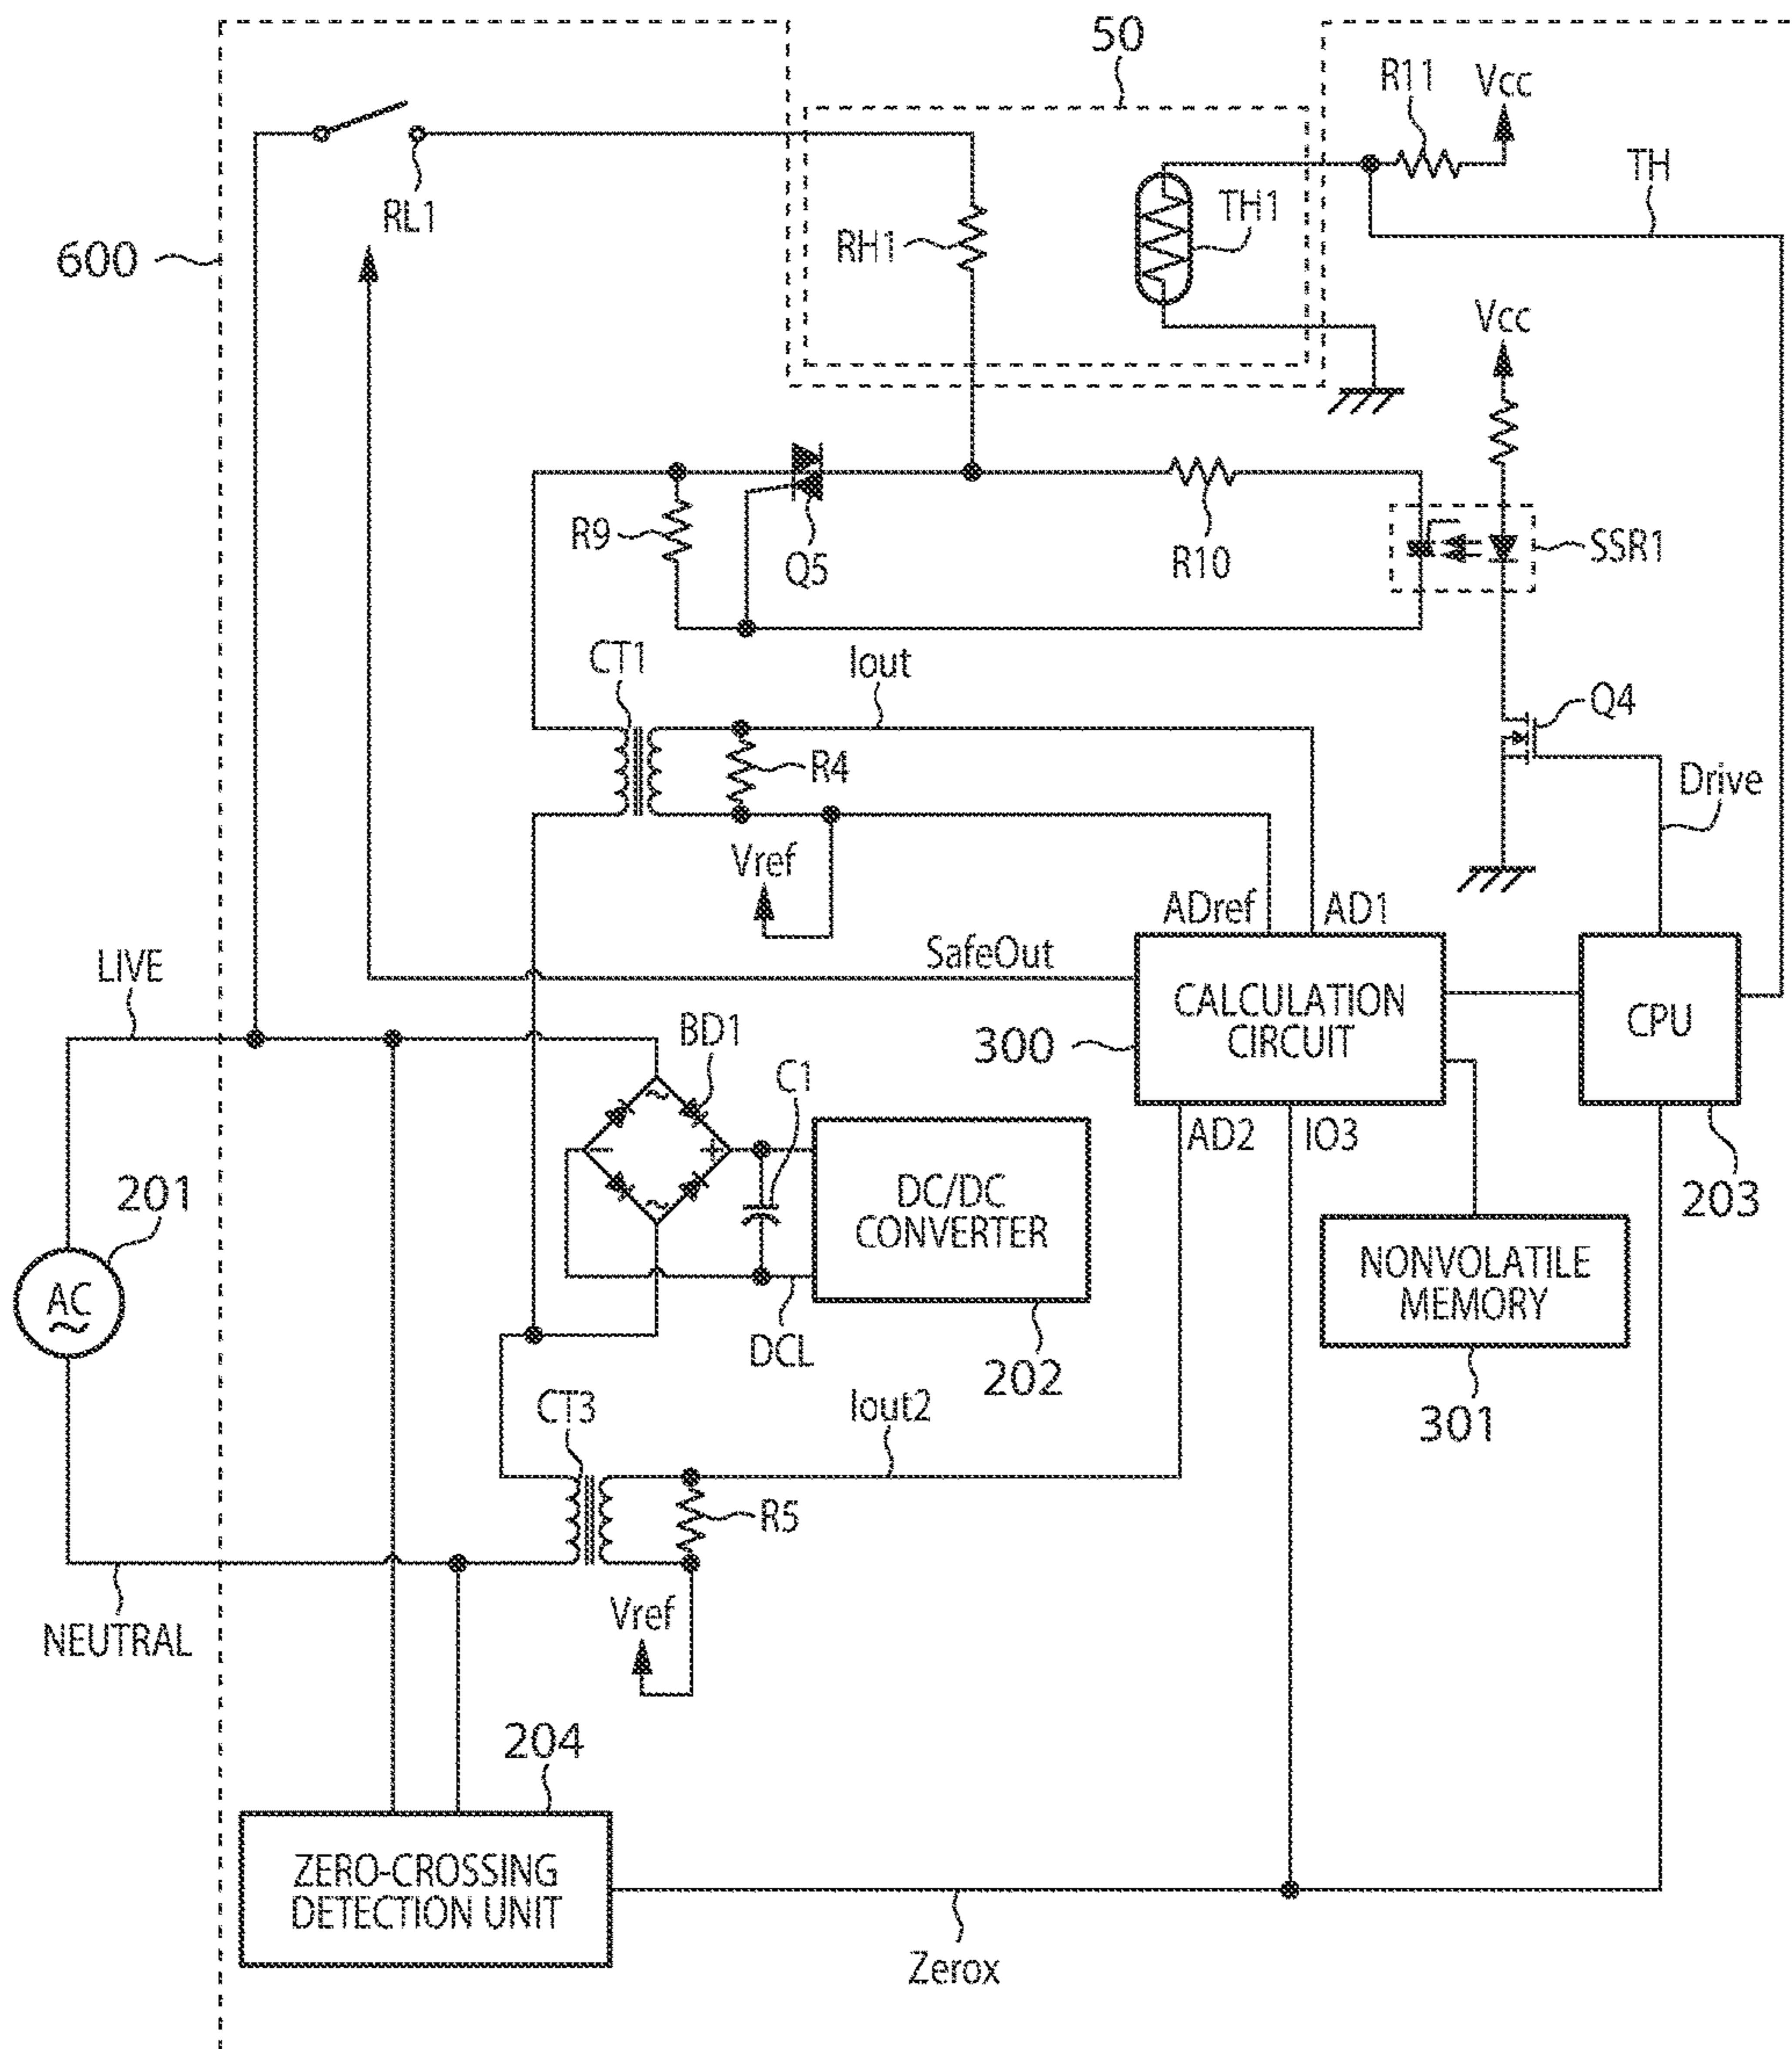 50
R11
Vcc
TH
RL1
RH1
TH1
600
Vcc
R9
Q5
R10
SSR1
CT1
Iout
Q4
R4
Drive
Vref
ADref
AD1
LIVE
SafeOut
CALCULATION
CIRCUIT
CPU
BD1
300
C1
~
+
−
~
AD2
IO3
201
DC/DC
CONVERTER
203
AC
~
NONVOLATILE
MEMORY
DCL
202
CT3
Iout2
301
R5
NEUTRAL
Vref
204
ZERO-CROSSING
DETECTION UNIT
Zerox